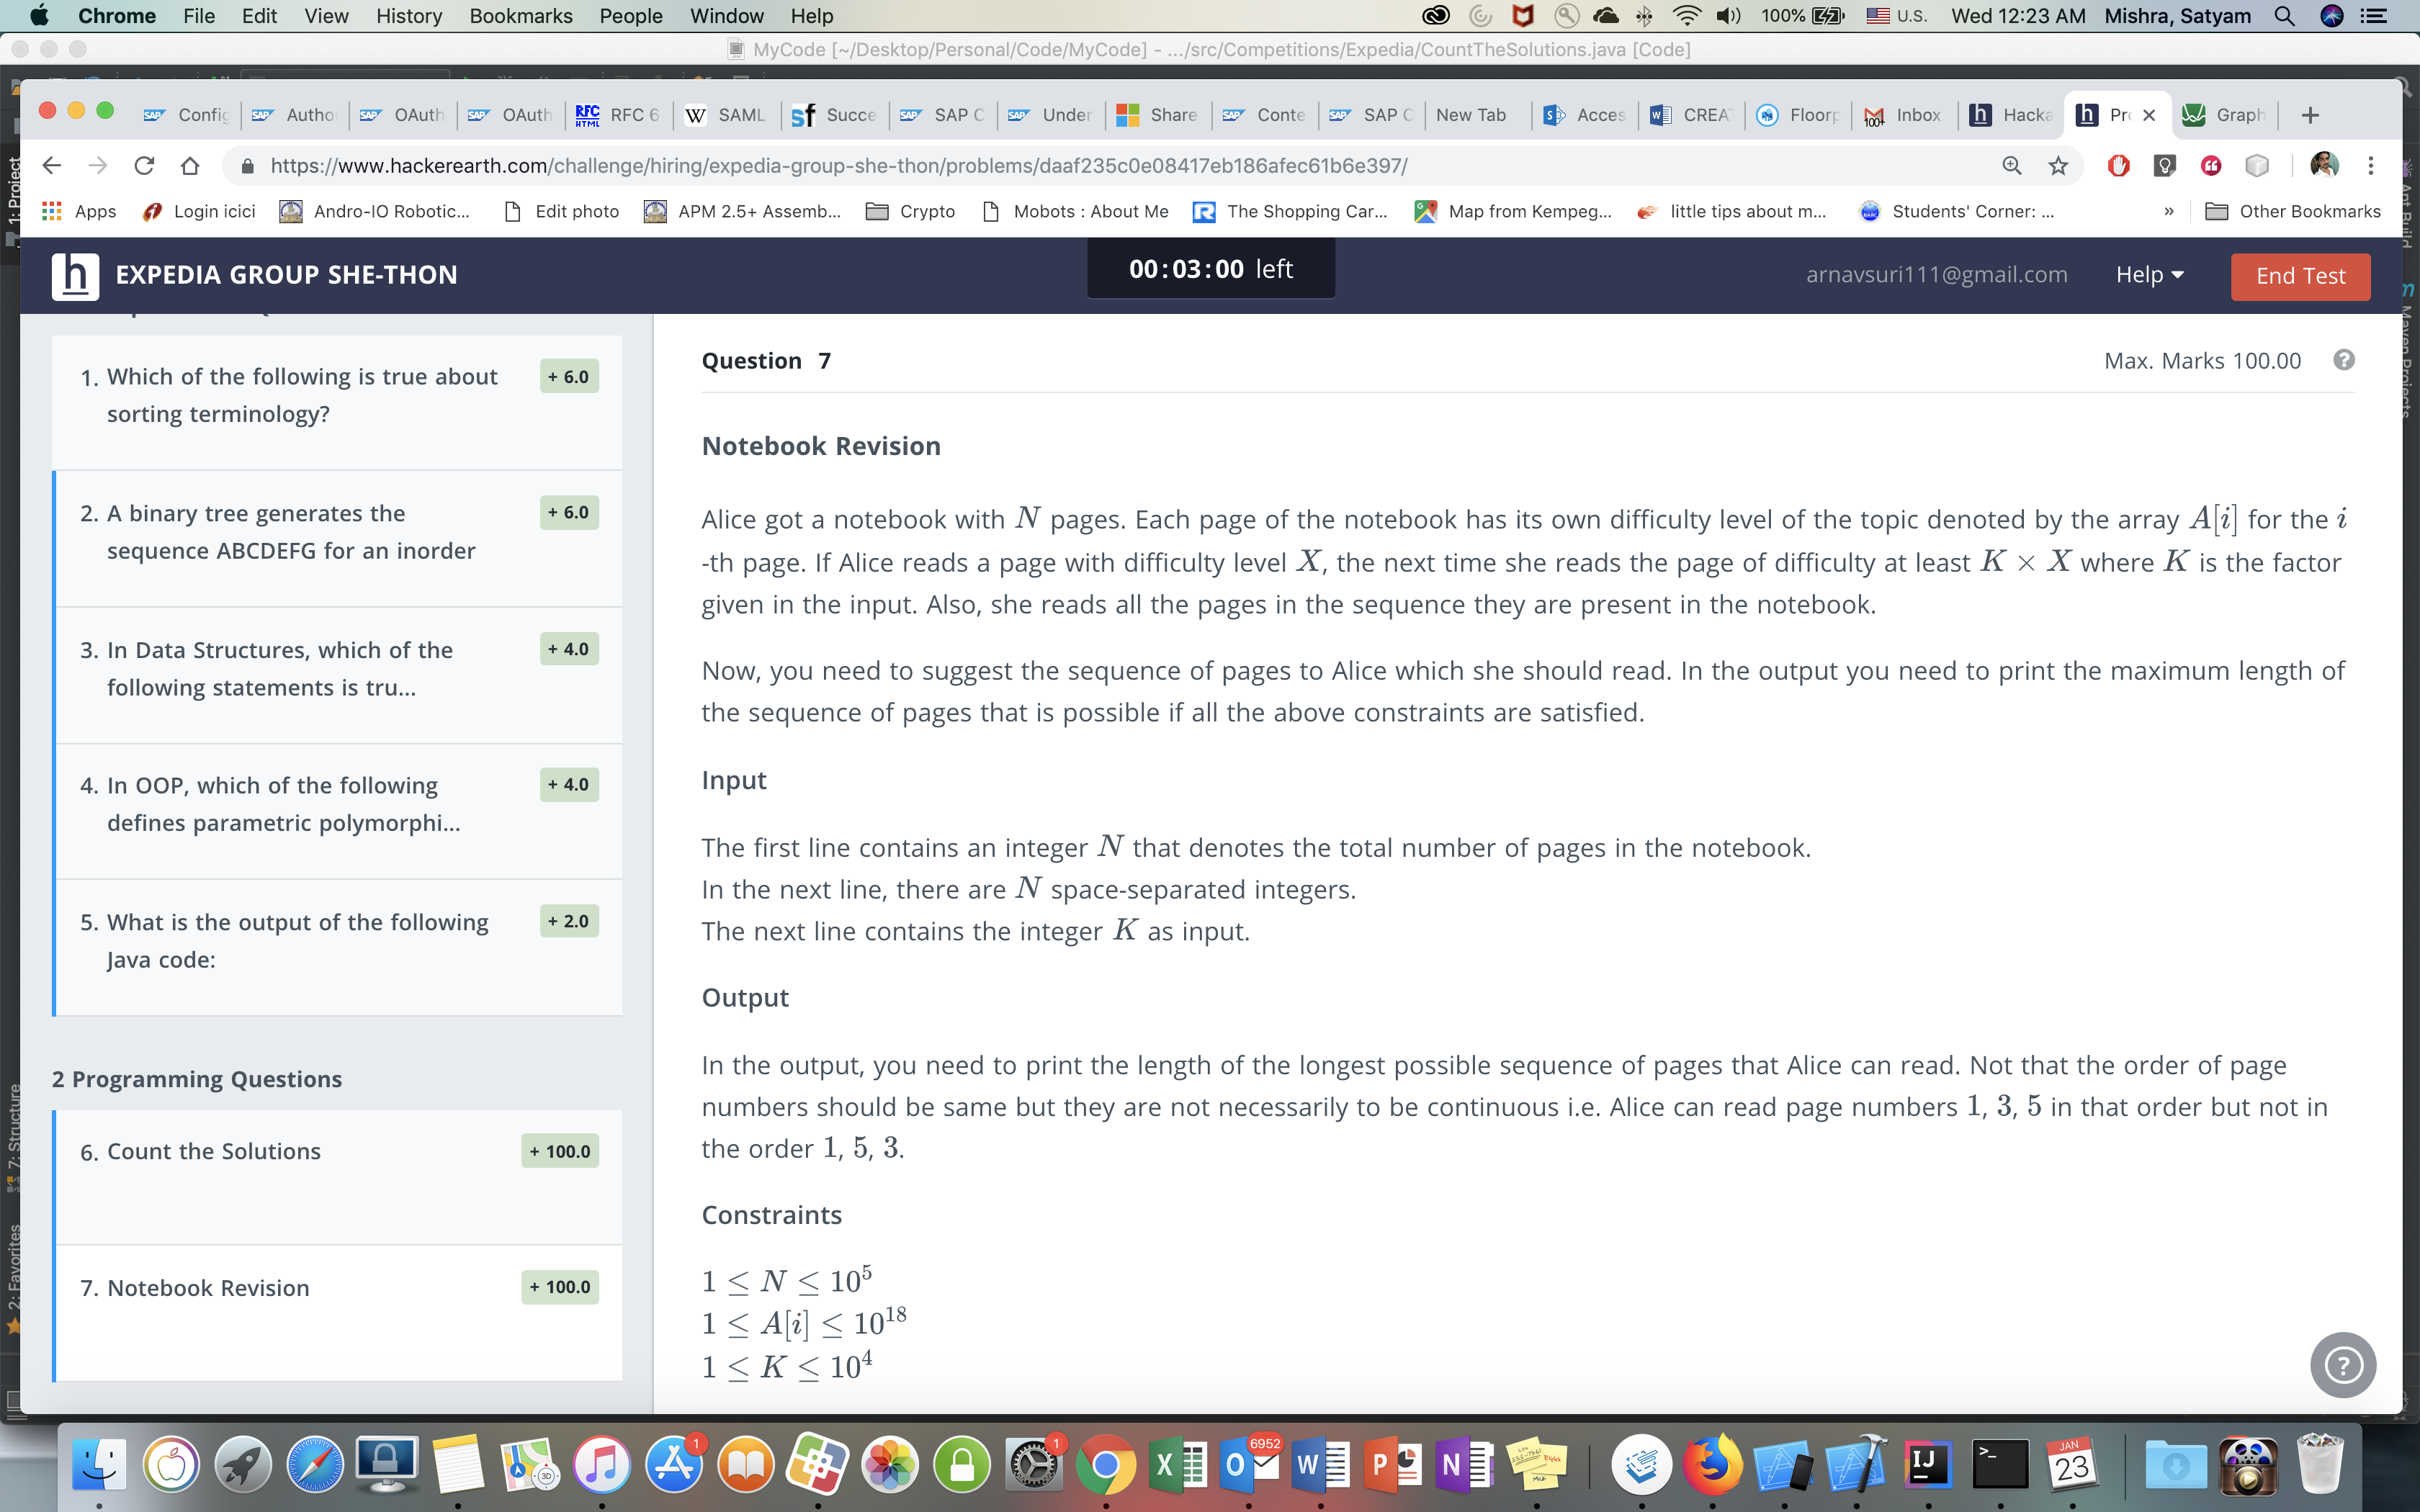 Chrome File Edit View History Bookmarks People Window Help 100% U.S. Wed 12:23 AM Mishra, Satyam
MyCode [~/Desktop/Personal/Code/MyCode] - .../src/Competitions/Expedia/CountTheSolutions.java [Code]
Config Autho OAuth OAuth RFC 6 SAML Succe SAP C Under Share Conte SAP C New Tab Acces CREA Floorp Inbox Hacka Pro Graph
https://www.hackerearth.com/challenge/hiring/expedia-group-she-thon/problems/daaf235c0e08417eb186afec61b6e397/
Apps Login icici Andro-IO Robotic... Edit photo APM 2.5+ Assemb... Crypto Mobots : About Me The Shopping Car... Map from Kempeg... little tips about m... Students' Corner: ... » Other Bookmarks
1: Project
7: Structure
2: Favorites
Ant Build
Maven Projects
h EXPEDIA GROUP SHE-THON
00:03:00 left
arnavsuri111@gmail.com Help End Test
1. Which of the following is true about
sorting terminology?
+ 6.0
2. A binary tree generates the
sequence ABCDEFG for an inorder
+ 6.0
3. In Data Structures, which of the
following statements is tru...
+ 4.0
4. In OOP, which of the following
defines parametric polymorphi...
+ 4.0
5. What is the output of the following
Java code:
+ 2.0
2 Programming Questions
6. Count the Solutions
+ 100.0
7. Notebook Revision
+ 100.0
Question 7
Max. Marks 100.00 ?
Notebook Revision
Alice got a notebook with N pages. Each page of the notebook has its own difficulty level of the topic denoted by the array A[i] for the i
-th page. If Alice reads a page with difficulty level X, the next time she reads the page of difficulty at least K × X where K is the factor
given in the input. Also, she reads all the pages in the sequence they are present in the notebook.
Now, you need to suggest the sequence of pages to Alice which she should read. In the output you need to print the maximum length of
the sequence of pages that is possible if all the above constraints are satisfied.
Input
The first line contains an integer N that denotes the total number of pages in the notebook.
In the next line, there are N space-separated integers.
The next line contains the integer K as input.
Output
In the output, you need to print the length of the longest possible sequence of pages that Alice can read. Not that the order of page
numbers should be same but they are not necessarily to be continuous i.e. Alice can read page numbers 1, 3, 5 in that order but not in
the order 1, 5, 3.
Constraints
1 ≤ N ≤ 10⁵
1 ≤ A[i] ≤ 10¹⁸
1 ≤ K ≤ 10⁴
?
1
1
6952
JAN
23